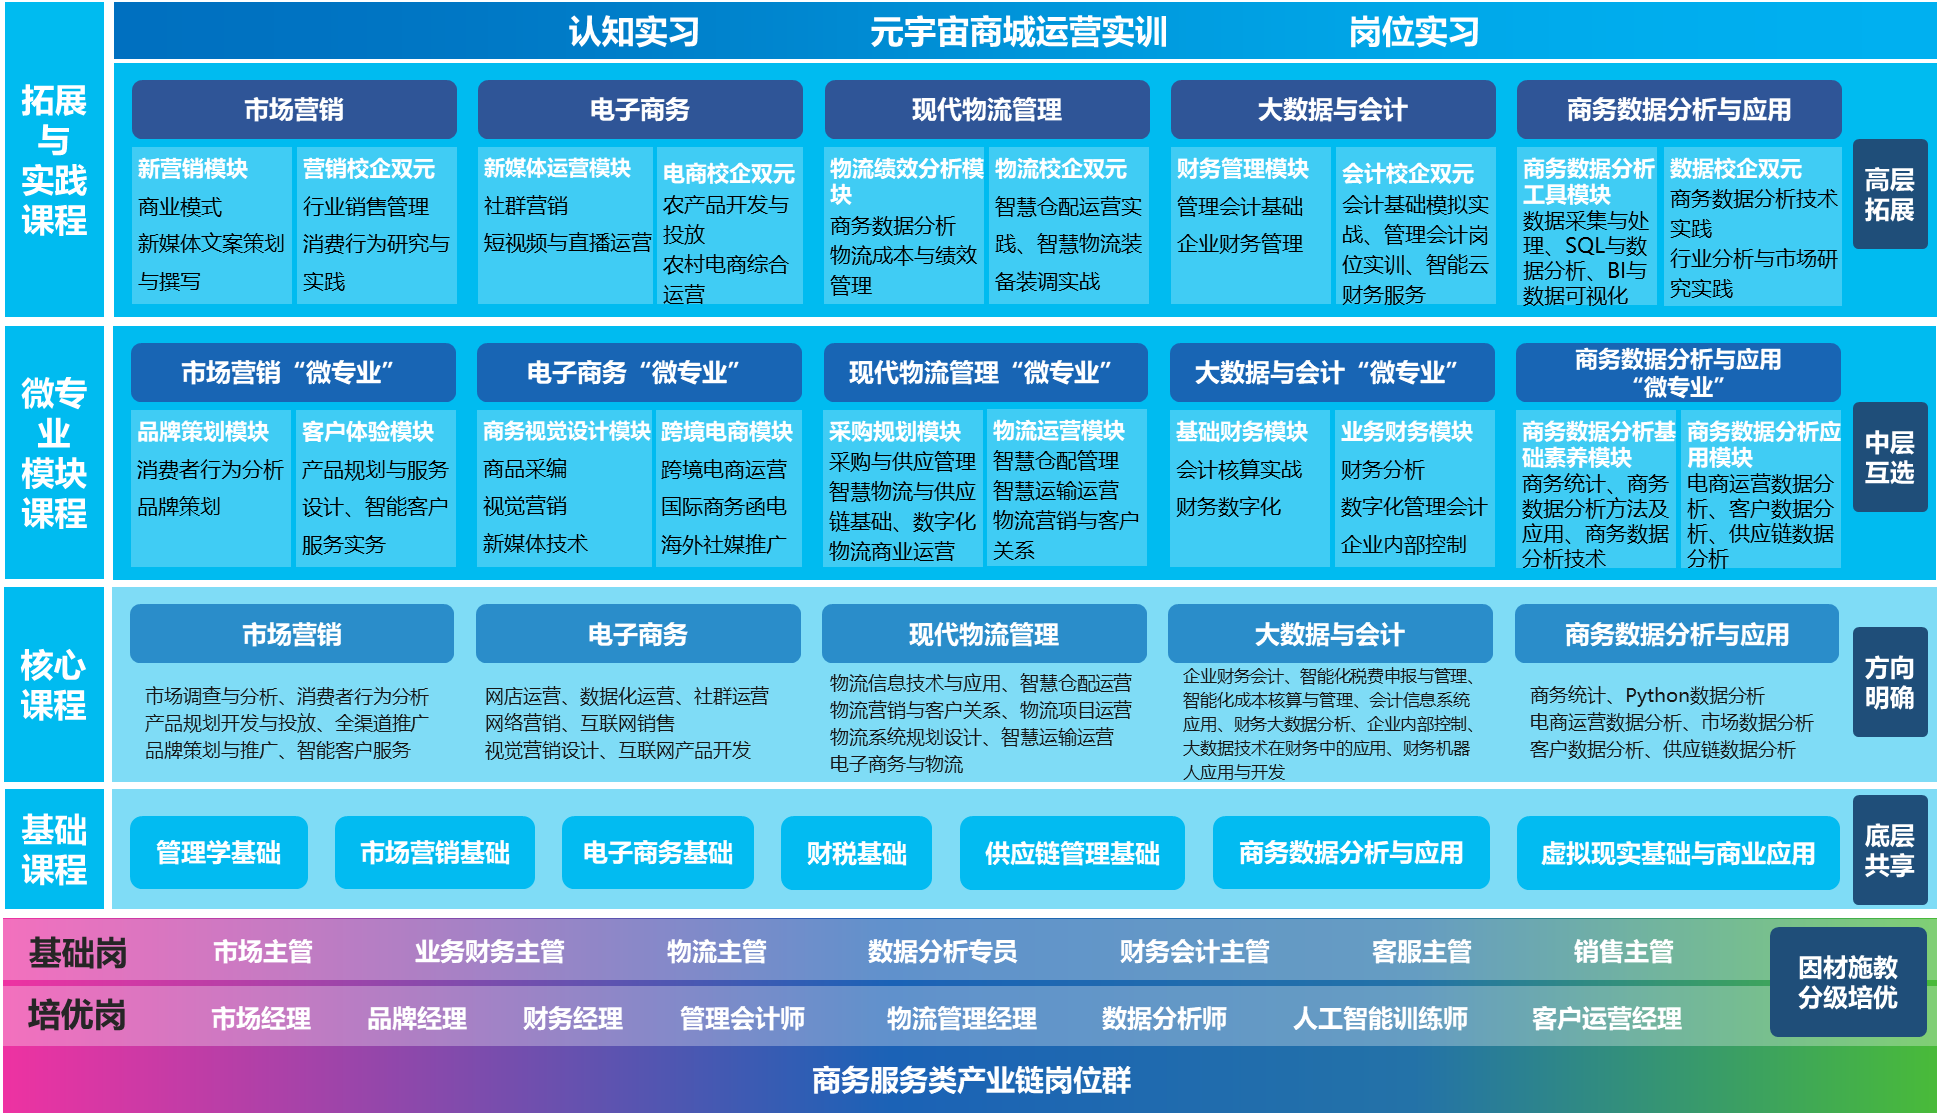 认知实习 元宇宙商城运营实训 岗位实习
拓展
与
实践
课程
市场营销
新营销模块
商业模式
新媒体文案策划
与撰写
营销校企双元
行业销售管理
消费行为研究与
实践
电子商务
新媒体运营模块
社群营销
短视频与直播运营
电商校企双元
农产品开发与
投放
农村电商综合
运营
现代物流管理
物流绩效分析模
块
商务数据分析
物流成本与绩效
管理
物流校企双元
智慧仓配运营实
践、智慧物流装
备装调实战
大数据与会计
财务管理模块
管理会计基础
企业财务管理
会计校企双元
会计基础模拟实
战、管理会计岗
位实训、智能云
财务服务
商务数据分析与应用
商务数据分析
工具模块
数据采集与处
理、SQL与数
据分析、BI与
数据可视化
数据校企双元
商务数据分析技术
实践
行业分析与市场研
究实践
高层
拓展
微专
业
模块
课程
市场营销“微专业”
品牌策划模块
消费者行为分析
品牌策划
客户体验模块
产品规划与服务
设计、智能客户
服务实务
电子商务“微专业”
商务视觉设计模块
商品采编
视觉营销
新媒体技术
跨境电商模块
跨境电商运营
国际商务函电
海外社媒推广
现代物流管理“微专业”
采购规划模块
采购与供应管理
智慧物流与供应
链基础、数字化
物流商业运营
物流运营模块
智慧仓配管理
智慧运输运营
物流营销与客户
关系
大数据与会计“微专业”
基础财务模块
会计核算实战
财务数字化
业务财务模块
财务分析
数字化管理会计
企业内部控制
商务数据分析与应用
“微专业”
商务数据分析基
础素养模块
商务统计、商务
数据分析方法及
应用、商务数据
分析技术
商务数据分析应
用模块
电商运营数据分
析、客户数据分
析、供应链数据
分析
中层
互选
核心
课程
市场营销
市场调查与分析、消费者行为分析
产品规划开发与投放、全渠道推广
品牌策划与推广、智能客户服务
电子商务
网店运营、数据化运营、社群运营
网络营销、互联网销售
视觉营销设计、互联网产品开发
现代物流管理
物流信息技术与应用、智慧仓配运营
物流营销与客户关系、物流项目运营
物流系统规划设计、智慧运输运营
电子商务与物流
大数据与会计
企业财务会计、智能化税费申报与管理、
智能化成本核算与管理、会计信息系统
应用、财务大数据分析、企业内部控制、
大数据技术在财务中的应用、财务机器
人应用与开发
商务数据分析与应用
商务统计、Python数据分析
电商运营数据分析、市场数据分析
客户数据分析、供应链数据分析
方向
明确
基础
课程
管理学基础 市场营销基础 电子商务基础 财税基础 供应链管理基础 商务数据分析与应用 虚拟现实基础与商业应用
底层
共享
基础岗 市场主管 业务财务主管 物流主管 数据分析专员 财务会计主管 客服主管 销售主管
培优岗 市场经理 品牌经理 财务经理 管理会计师 物流管理经理 数据分析师 人工智能训练师 客户运营经理
因材施教
分级培优
商务服务类产业链岗位群